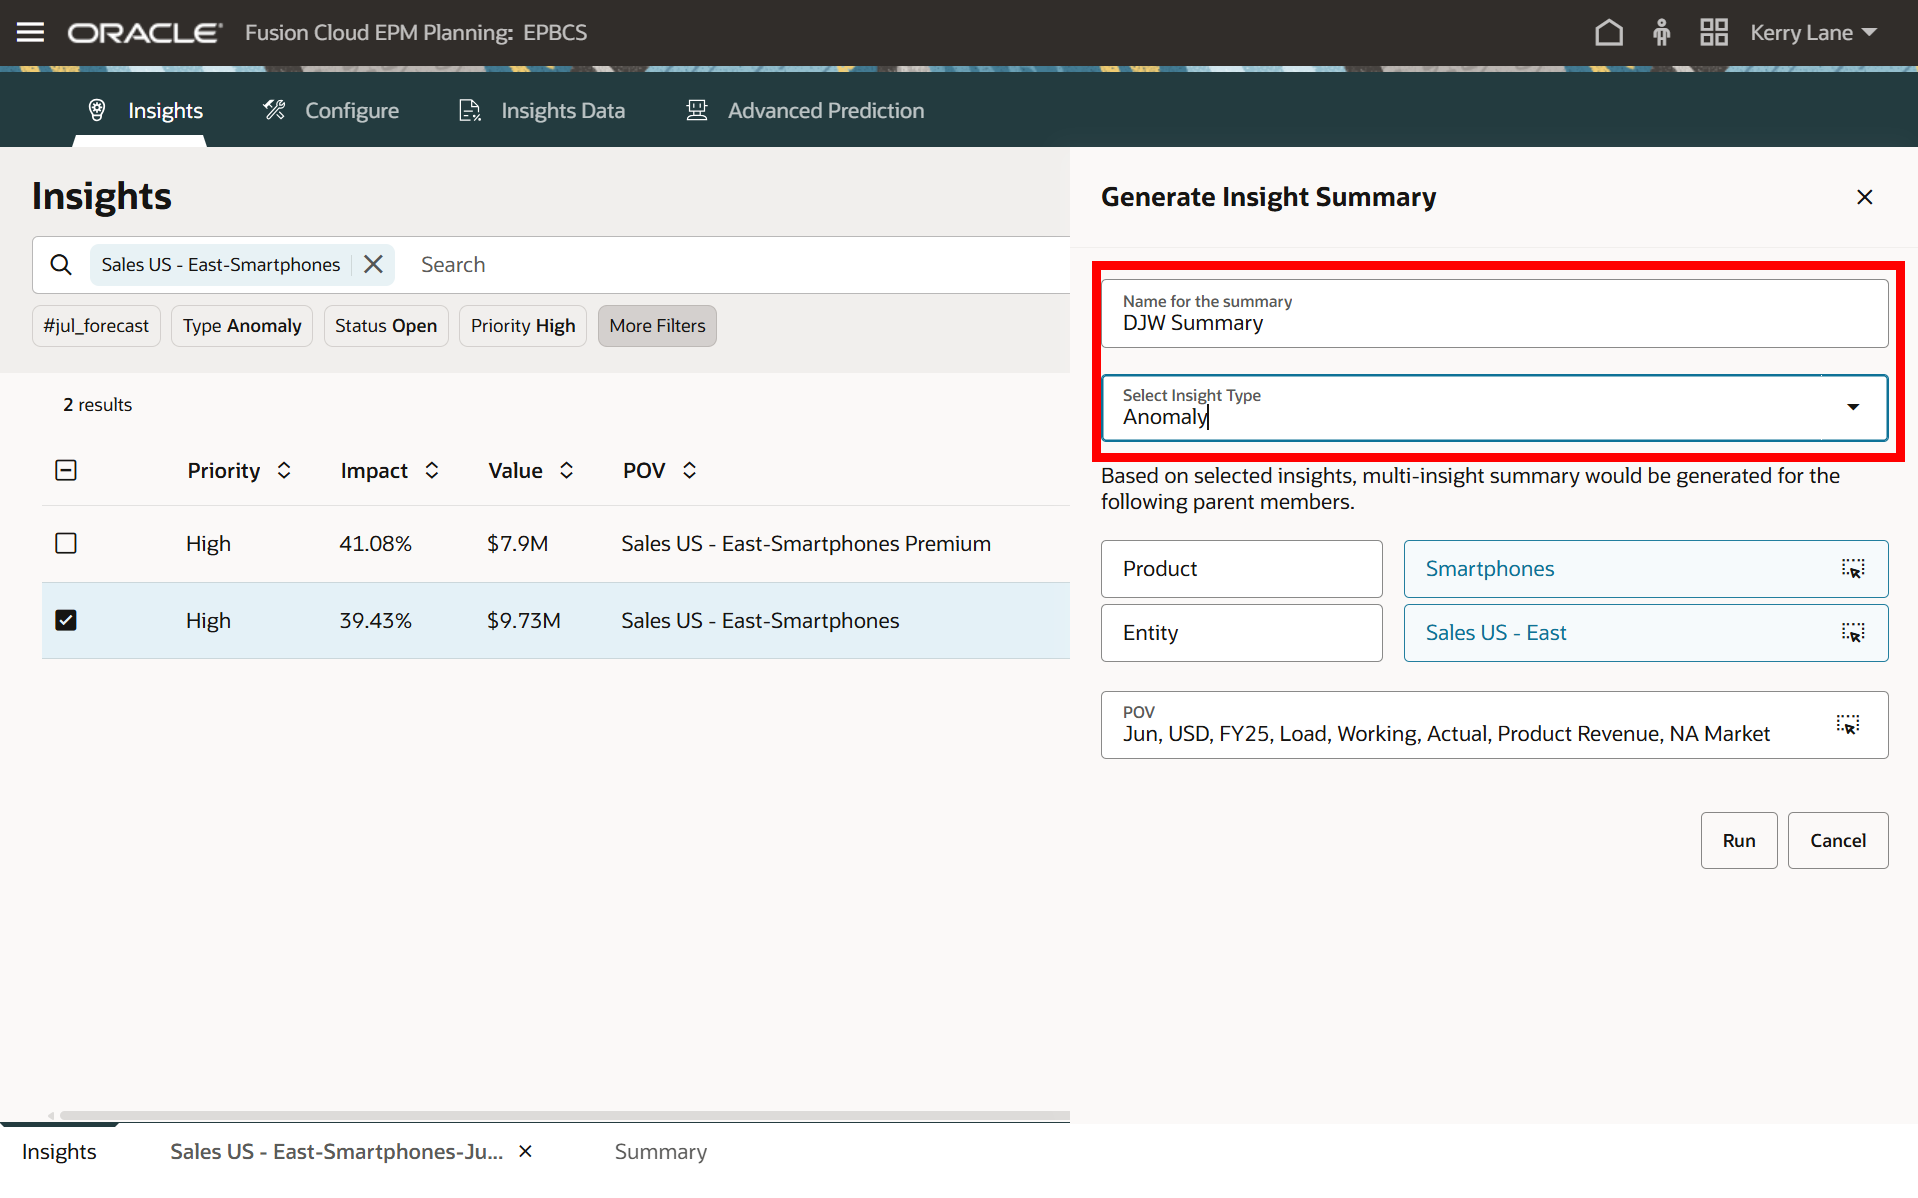 ORACLE Fusion Cloud EPM Planning: EPBCS
Kerry Lane
Insights
Configure
Insights Data
Advanced Prediction
Insights
Sales US - East-Smartphones
Search
#jul_forecast
Type Anomaly
Status Open
Priority High
More Filters
2 results
Priority Impact Value POV
High 41.08% $7.9M Sales US - East-Smartphones Premium
High 39.43% $9.73M Sales US - East-Smartphones
Generate Insight Summary
Name for the summary
DJW Summary
Select Insight Type
Anomaly
Based on selected insights, multi-insight summary would be generated for the
following parent members.
Product Smartphones
Entity Sales US - East
POV
Jun, USD, FY25, Load, Working, Actual, Product Revenue, NA Market
Run
Cancel
Insights
Sales US - East-Smartphones-Ju...
Summary